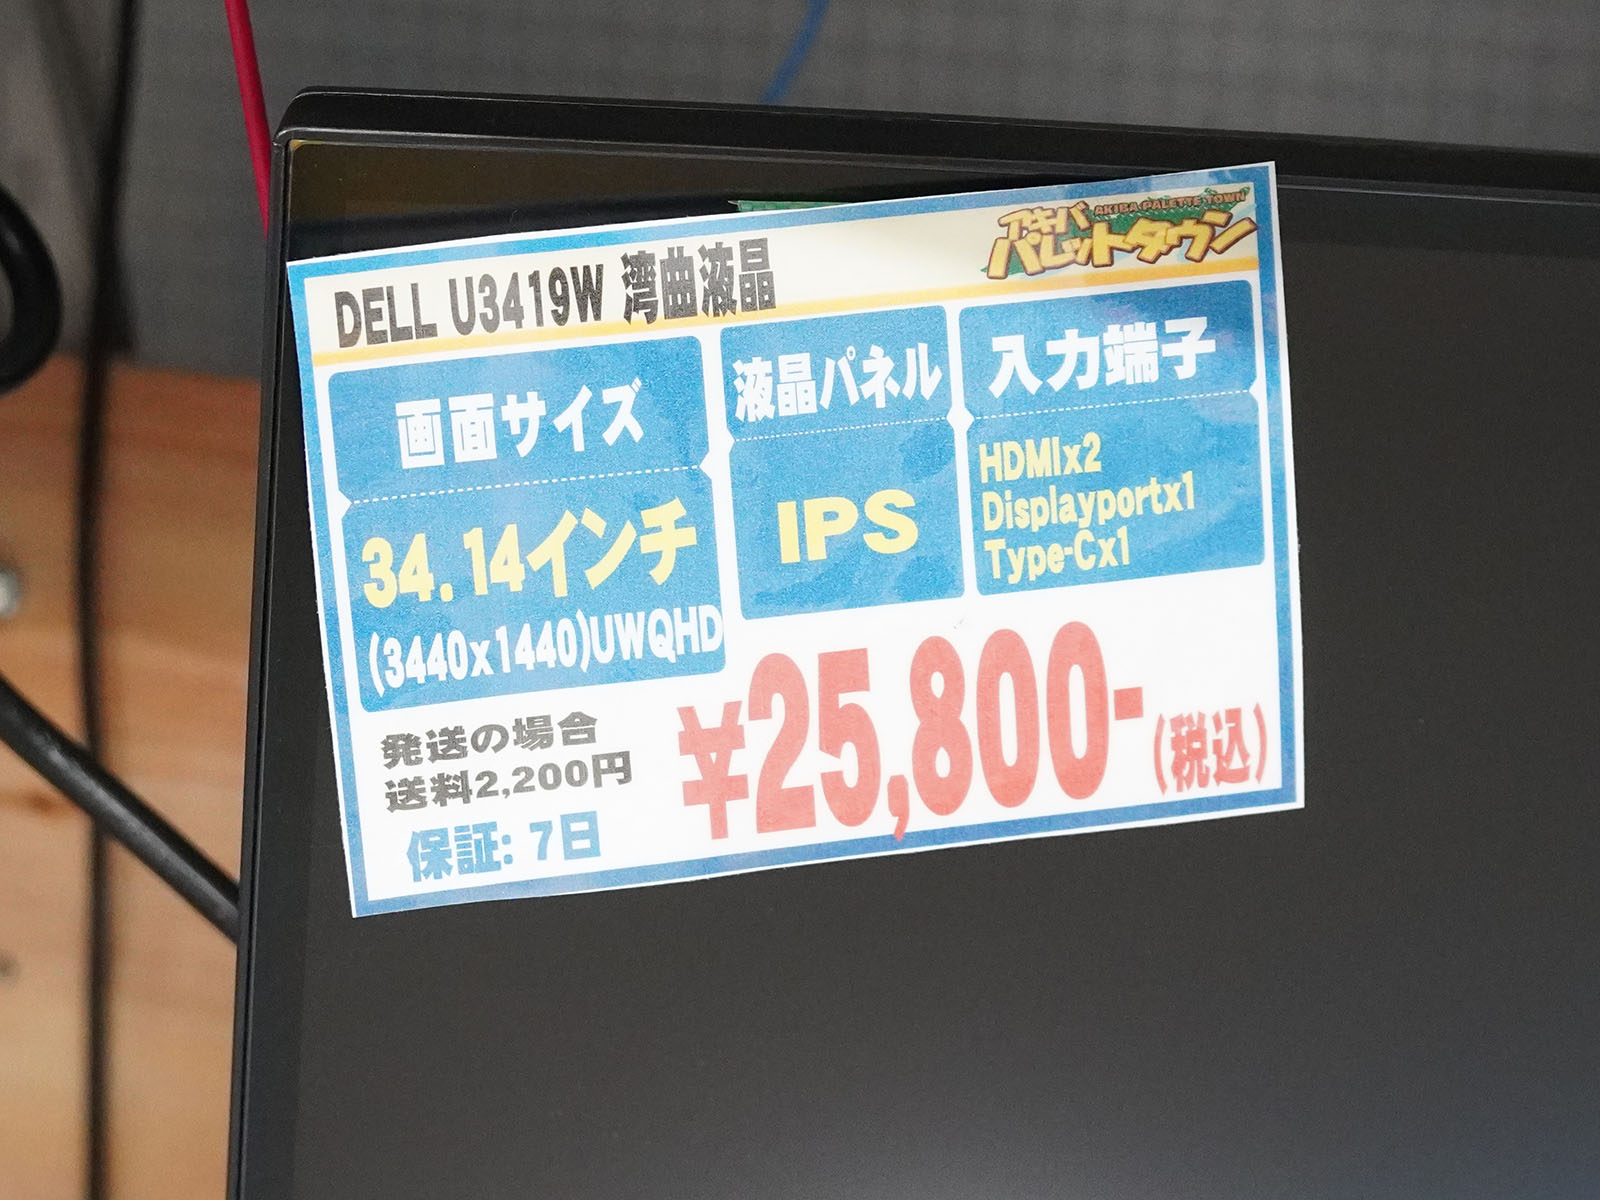 アキバ AKIBA PALETTE TOWN
パレットタウン
DELL U3419W 湾曲液晶
画面サイズ
34.14インチ
(3440x1440)UWQHD
液晶パネル
IPS
入力端子
HDMIx2
Displayportx1
Type-Cx1
発送の場合
送料2,200円
保証: 7日
¥25,800-(税込)